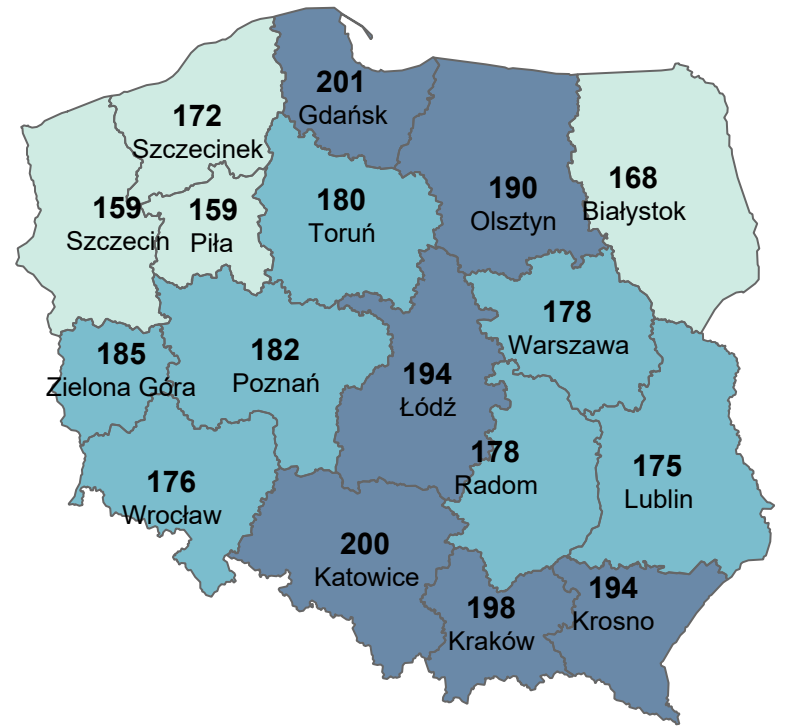 201
Gdańsk
172
Szczecinek
190
Olsztyn
168
Białystok
159
Szczecin
159
Piła
180
Toruń
178
Warszawa
185
Zielona Góra
182
Poznań
194
Łódź
178
Radom
175
Lublin
176
Wrocław
200
Katowice
198
Kraków
194
Krosno